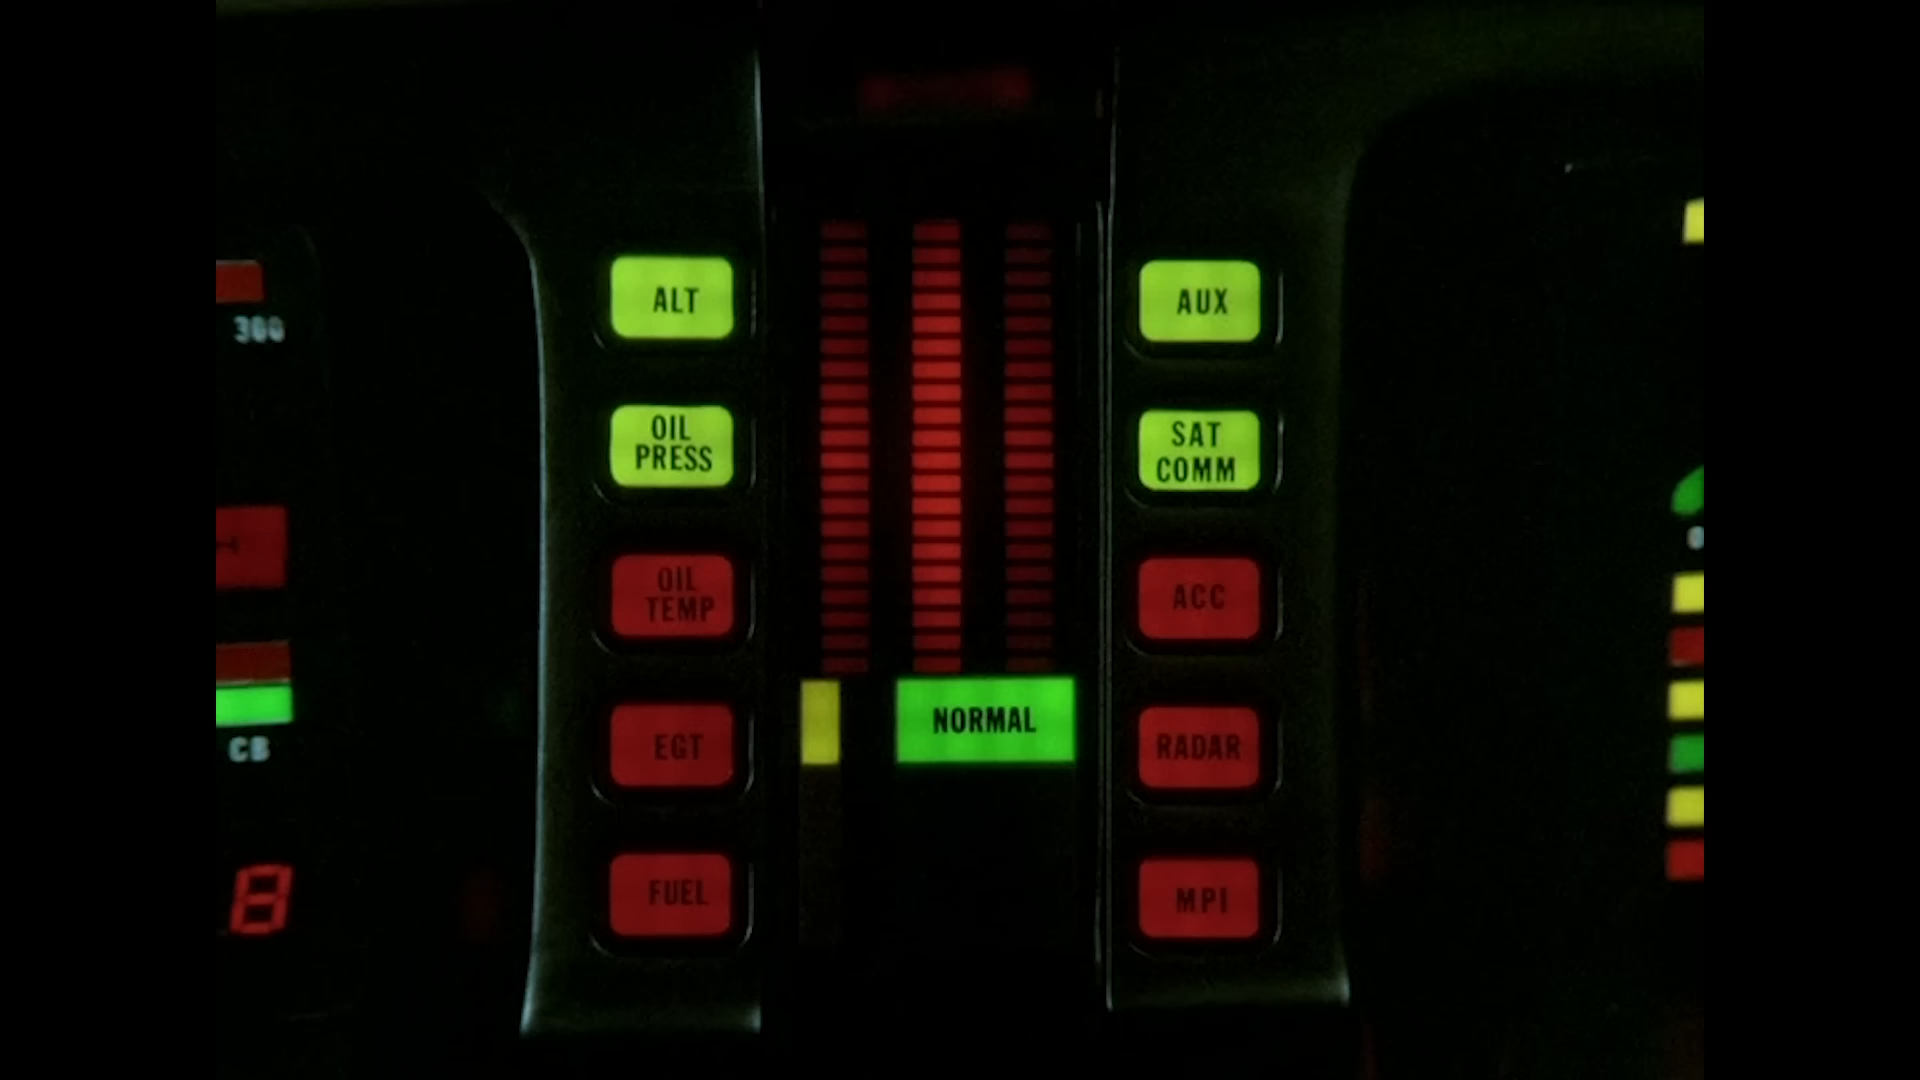 300
CB
8
ALT
OIL
PRESS
OIL
TEMP
EGT
FUEL
NORMAL
AUX
SAT
COMM
ACC
RADAR
MPI